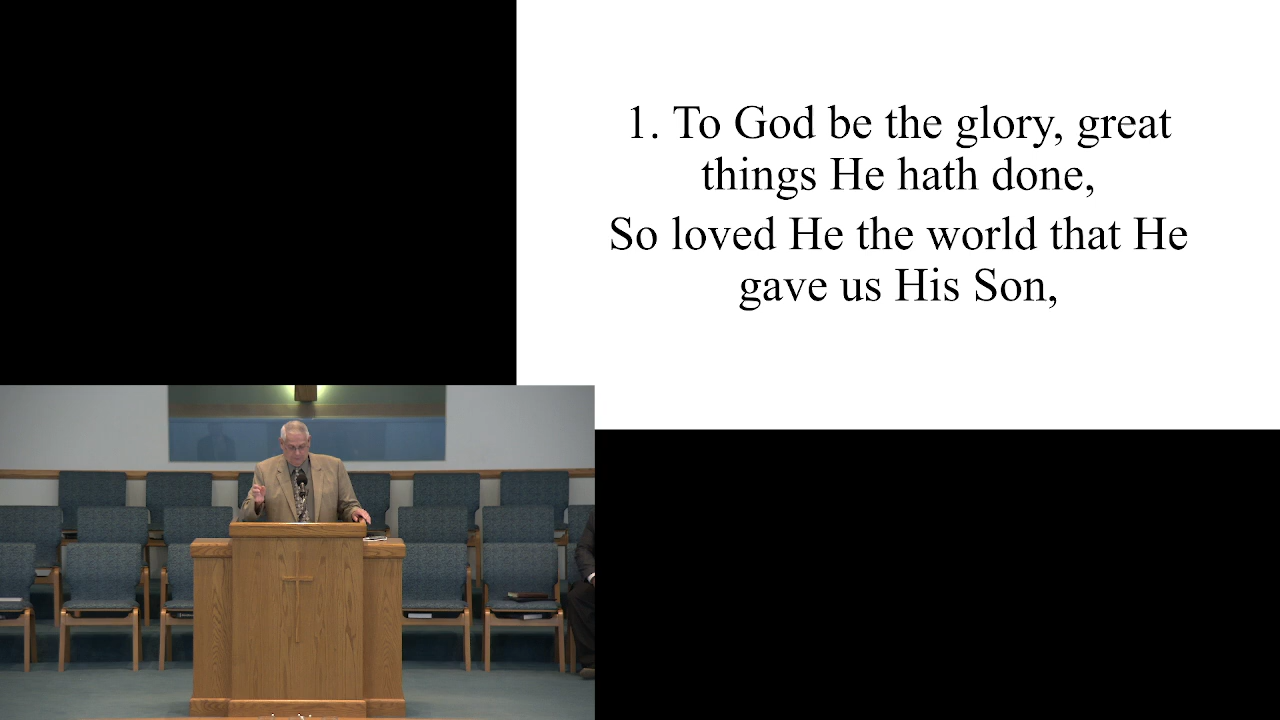 1. To God be the glory, great
things He hath done,
So loved He the world that He
gave us His Son,